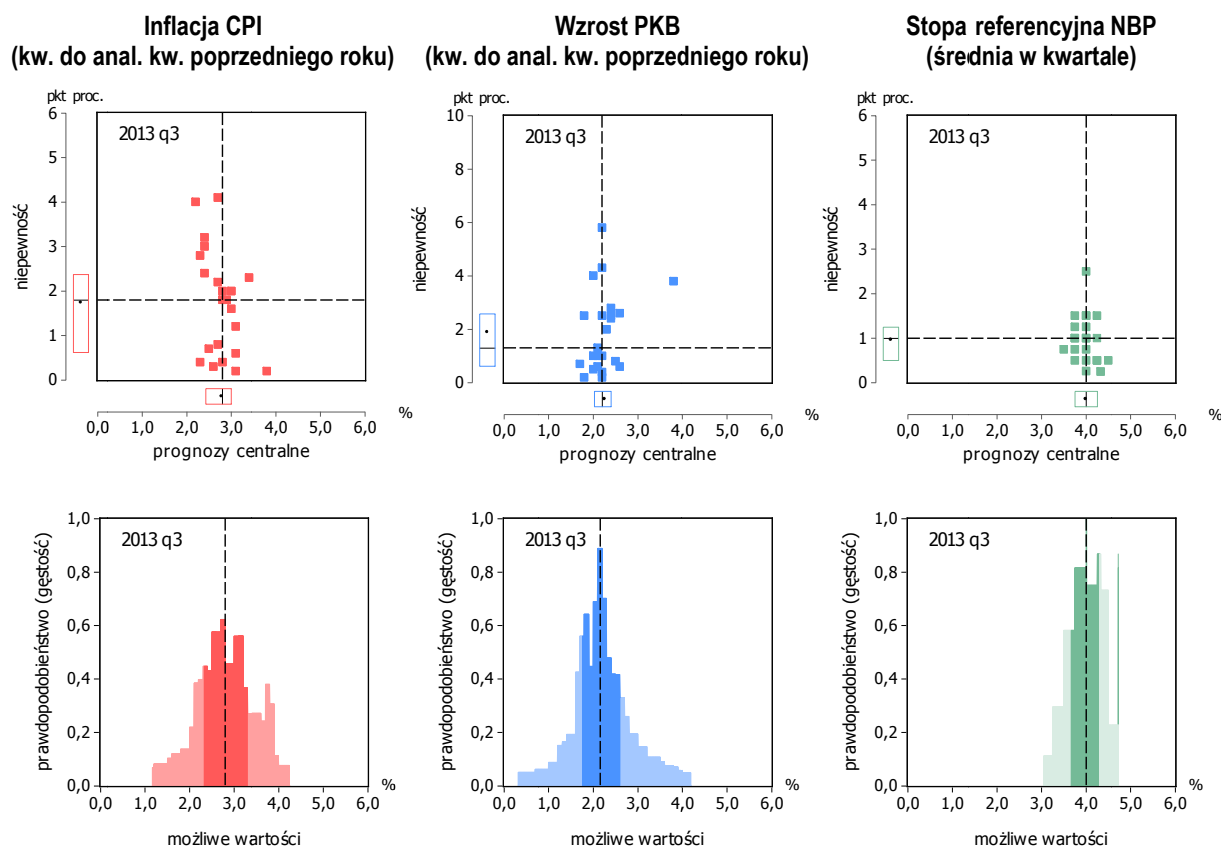 Inflacja CPI
(kw. do anal. kw. poprzedniego roku)
Wzrost PKB
(kw. do anal. kw. poprzedniego roku)
Stopa referencyjna NBP
(średnia w kwartale)
pkt proc.
6
5
4
3
2
1
0
niepewność
2013 q3
%
0,0 1,0 2,0 3,0 4,0 5,0 6,0
prognozy centralne
pkt proc.
10
8
6
4
2
0
niepewność
2013 q3
%
0,0 1,0 2,0 3,0 4,0 5,0 6,0
prognozy centralne
pkt proc.
6
5
4
3
2
1
0
niepewność
2013 q3
%
0,0 1,0 2,0 3,0 4,0 5,0 6,0
prognozy centralne
1,0
0,8
0,6
0,4
0,2
0,0
prawdopodobieństwo (gęstość)
2013 q3
%
0,0 1,0 2,0 3,0 4,0 5,0 6,0
możliwe wartości
1,0
0,8
0,6
0,4
0,2
0,0
prawdopodobieństwo (gęstość)
2013 q3
%
0,0 1,0 2,0 3,0 4,0 5,0 6,0
możliwe wartości
1,0
0,8
0,6
0,4
0,2
0,0
prawdopodobieństwo (gęstość)
2013 q3
%
0,0 1,0 2,0 3,0 4,0 5,0 6,0
możliwe wartości